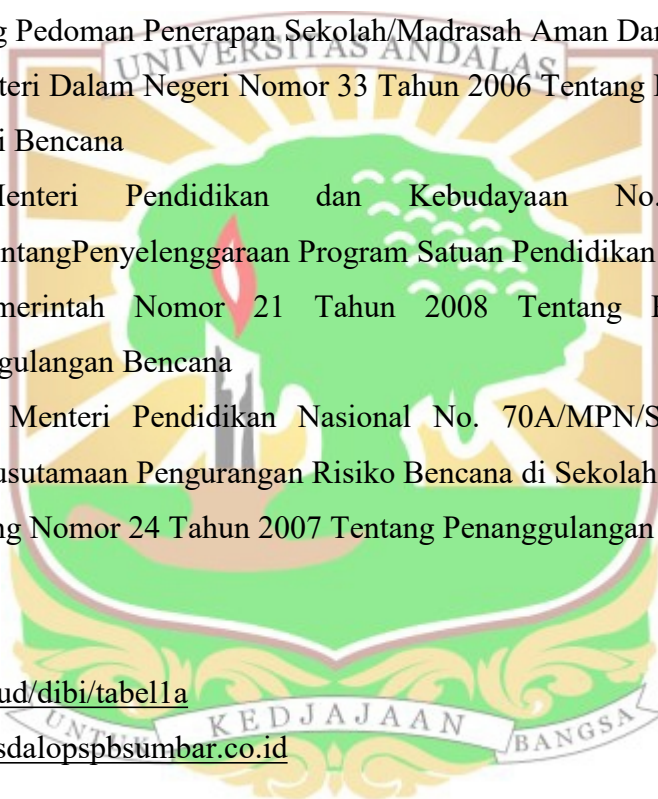 g Pedoman Penerapan Sekolah/Madrasah Aman Dar
UNIVERSITAS ANDALAS
teri Dalam Negeri Nomor 33 Tahun 2006 Tentang
i Bencana
Menteri Pendidikan dan Kebudayaan No.
ntangPenyelenggaraan Program Satuan Pendidikan
merintah Nomor 21 Tahun 2008 Tentang
gulangan Bencana
Menteri Pendidikan Nasional No. 70A/MPN/S
usutamaan Pengurangan Risiko Bencana di Sekolah
ng Nomor 24 Tahun 2007 Tentang Penanggulangan
ud/dibi/tabel1a
UNTUK KEDJAJAAN BANGSA
sdalopspbsumbar.co.id